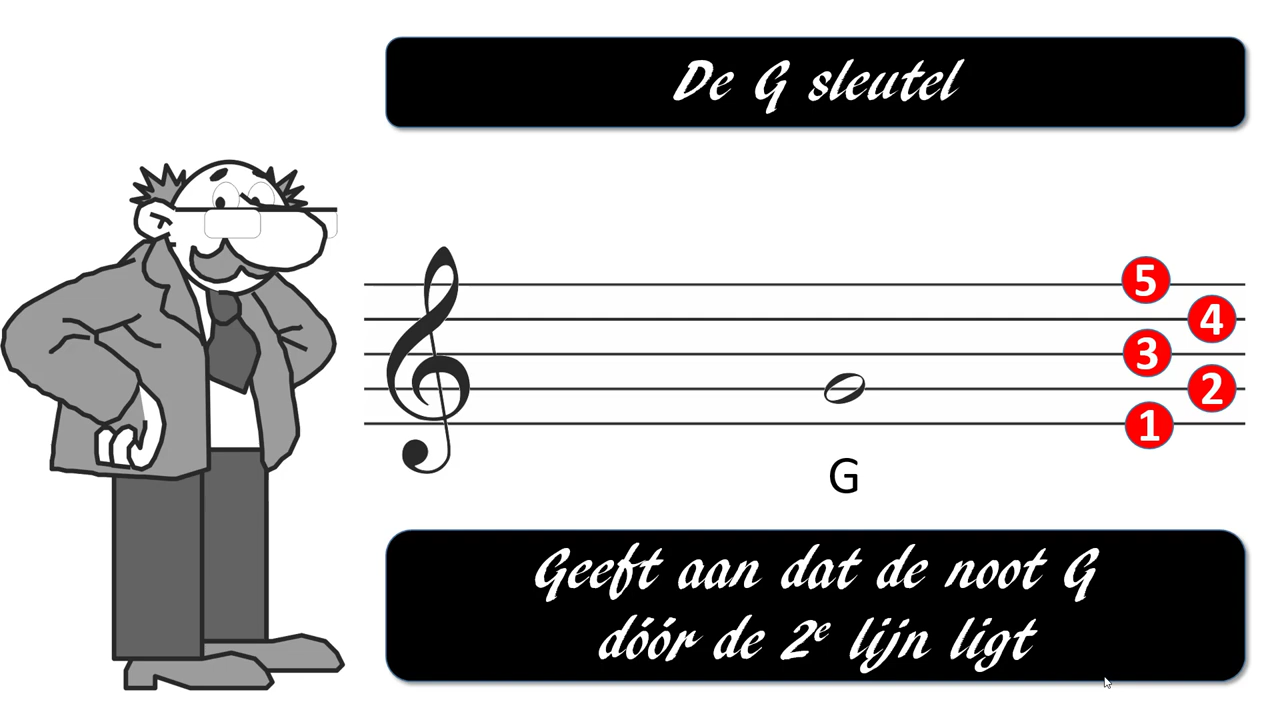 De G sleutel
5
4
3
2
1
G
Geeft aan dat de noot G
dóór de 2e lijn ligt